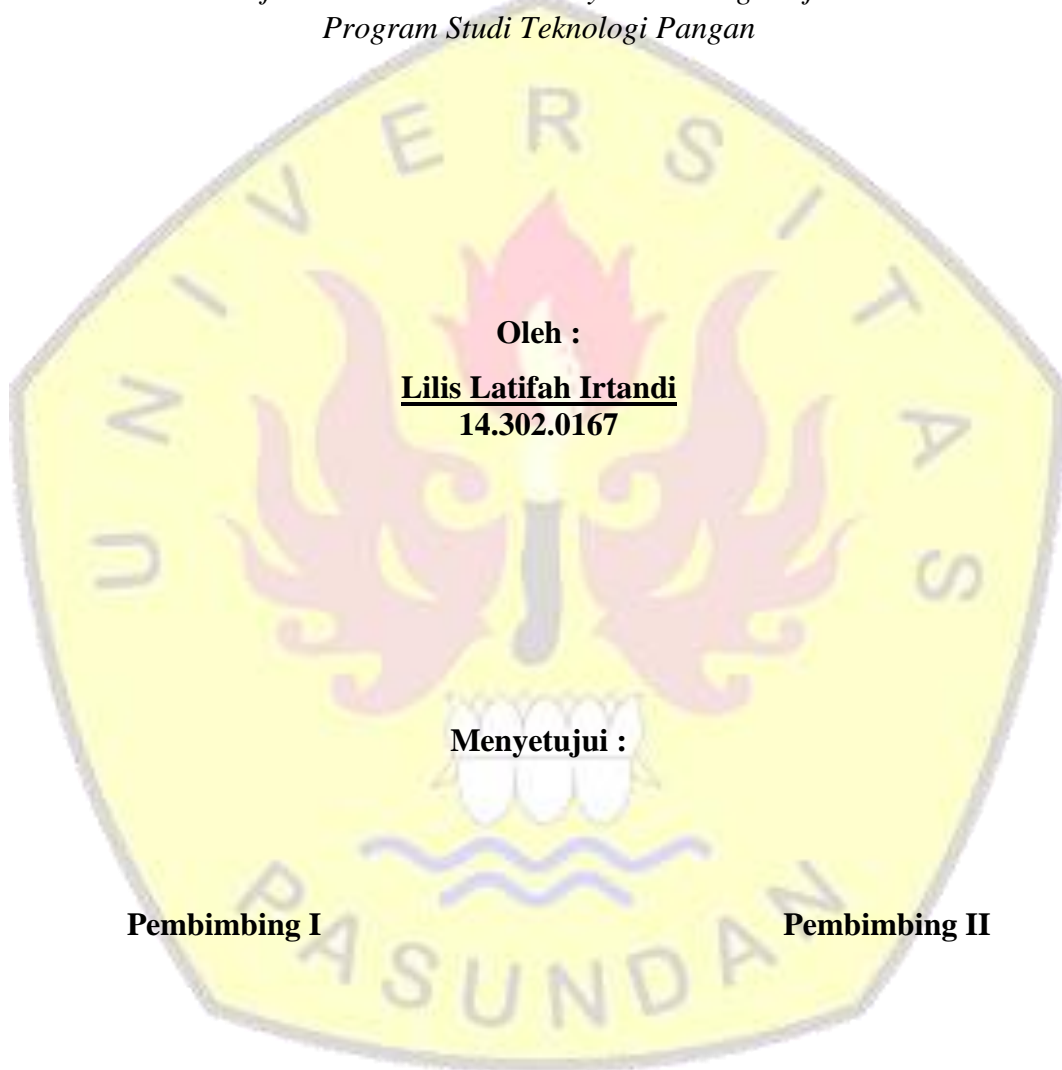 Program Studi Teknologi Pangan
UNIVERSITAS
Oleh :
Lilis Latifah Irtandi
14.302.0167
Menyetujui :
Pembimbing I
Pembimbing II
PASUNDAN